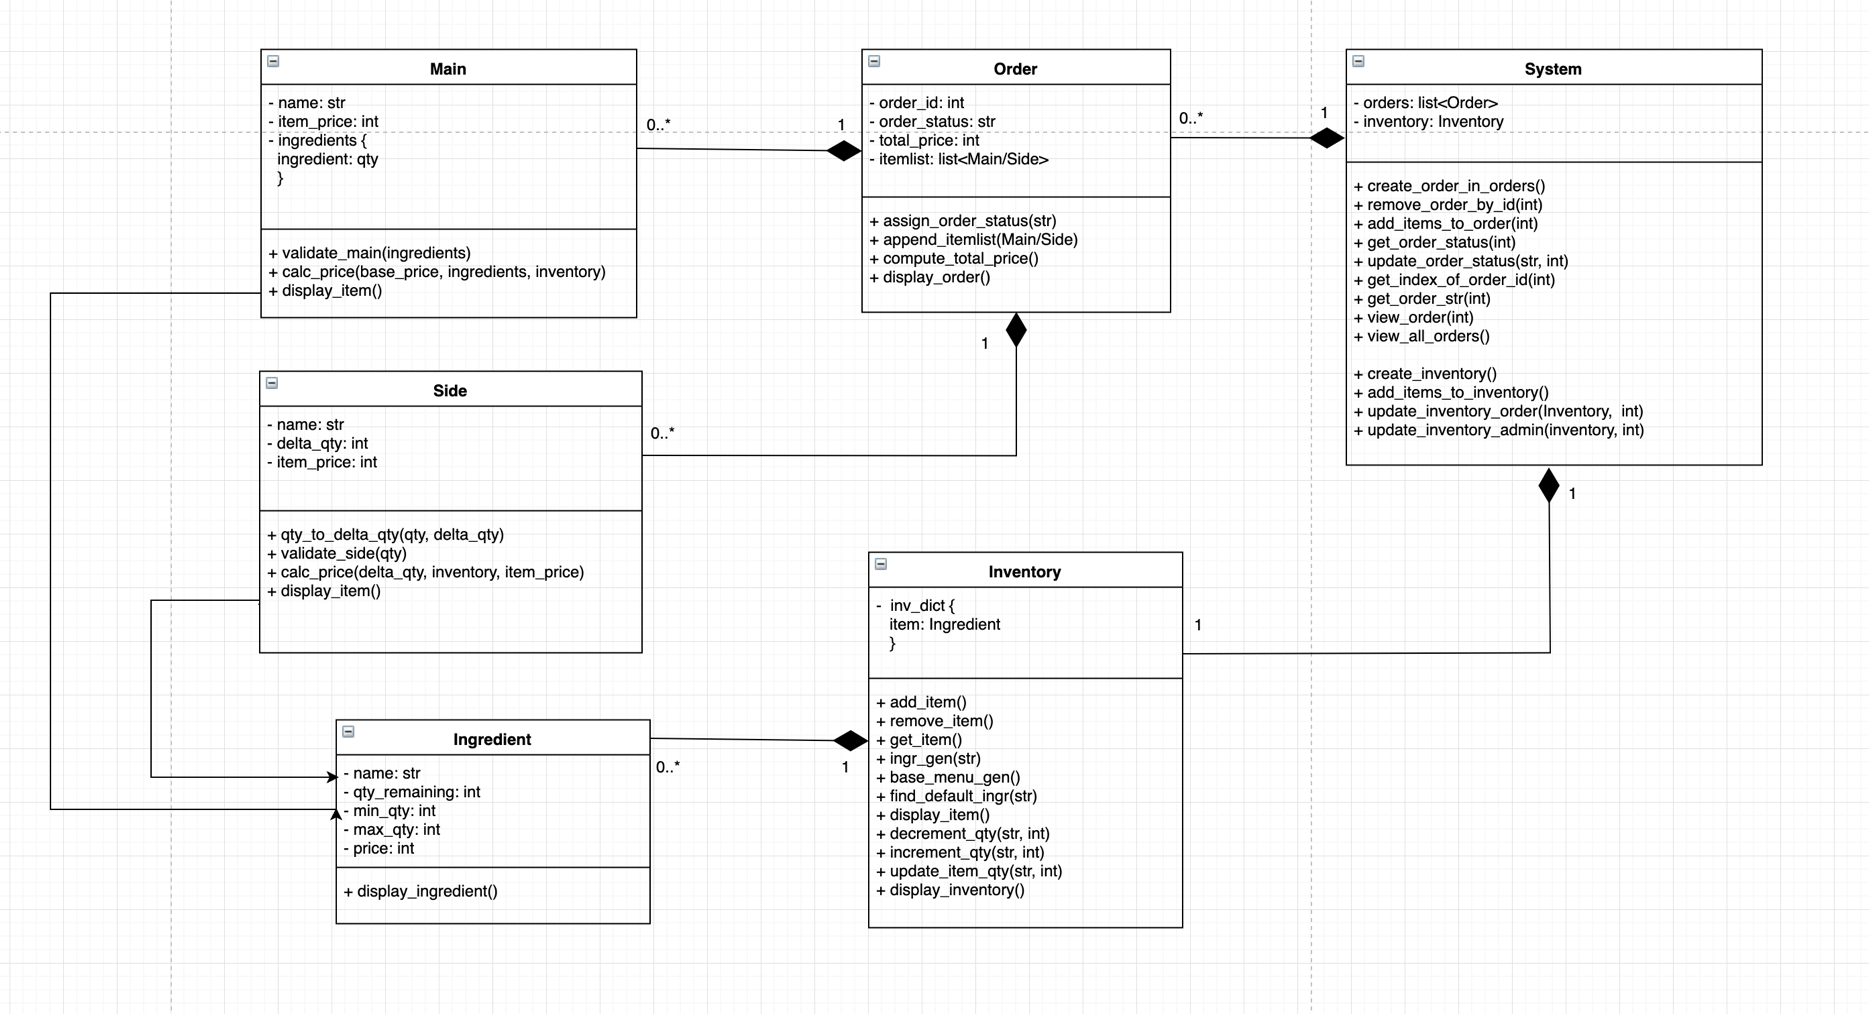 Main
- name: str
- item_price: int
- ingredients {
ingredient: qty
}
+ validate_main(ingredients)
+ calc_price(base_price, ingredients, inventory)
+ display_item()
0..*
1
Order
- order_id: int
- order_status: str
- total_price: int
- itemlist: list<Main/Side>
+ assign_order_status(str)
+ append_itemlist(Main/Side)
+ compute_total_price()
+ display_order()
0..*
1
System
- orders: list<Order>
- inventory: Inventory
+ create_order_in_orders()
+ remove_order_by_id(int)
+ add_items_to_order(int)
+ get_order_status(int)
+ update_order_status(str, int)
+ get_index_of_order_id(int)
+ get_order_str(int)
+ view_order(int)
+ view_all_orders()
+ create_inventory()
+ add_items_to_inventory()
+ update_inventory_order(Inventory,  int)
+ update_inventory_admin(inventory, int)
1
Side
- name: str
- delta_qty: int
- item_price: int
+ qty_to_delta_qty(qty, delta_qty)
+ validate_side(qty)
+ calc_price(delta_qty, inventory, item_price)
+ display_item()
0..*
1
Inventory
-  inv_dict {
item: Ingredient
}
+ add_item()
+ remove_item()
+ get_item()
+ ingr_gen(str)
+ base_menu_gen()
+ find_default_ingr(str)
+ display_item()
+ decrement_qty(str, int)
+ increment_qty(str, int)
+ update_item_qty(str, int)
+ display_inventory()
1
Ingredient
- name: str
- qty_remaining: int
- min_qty: int
- max_qty: int
- price: int
+ display_ingredient()
0..*
1